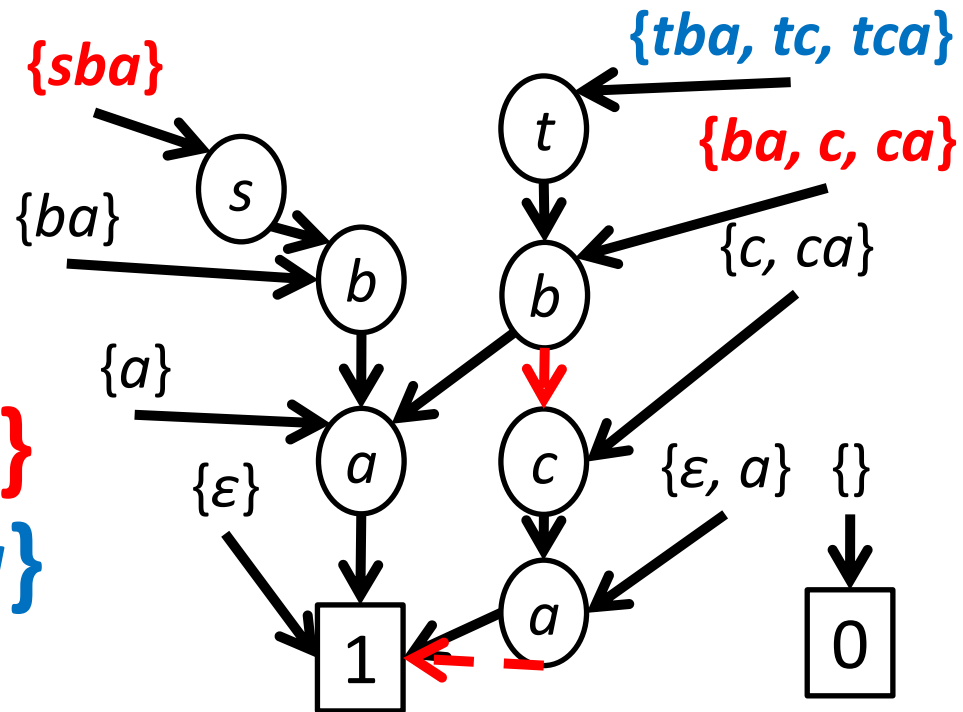 {tba, tc, tca}
{sba}
t
{ba, c, ca}
s
{ba}
{c, ca}
b
b
{a}
}
a
c
{ε, a}
{}
{ε}
}
a
1
0